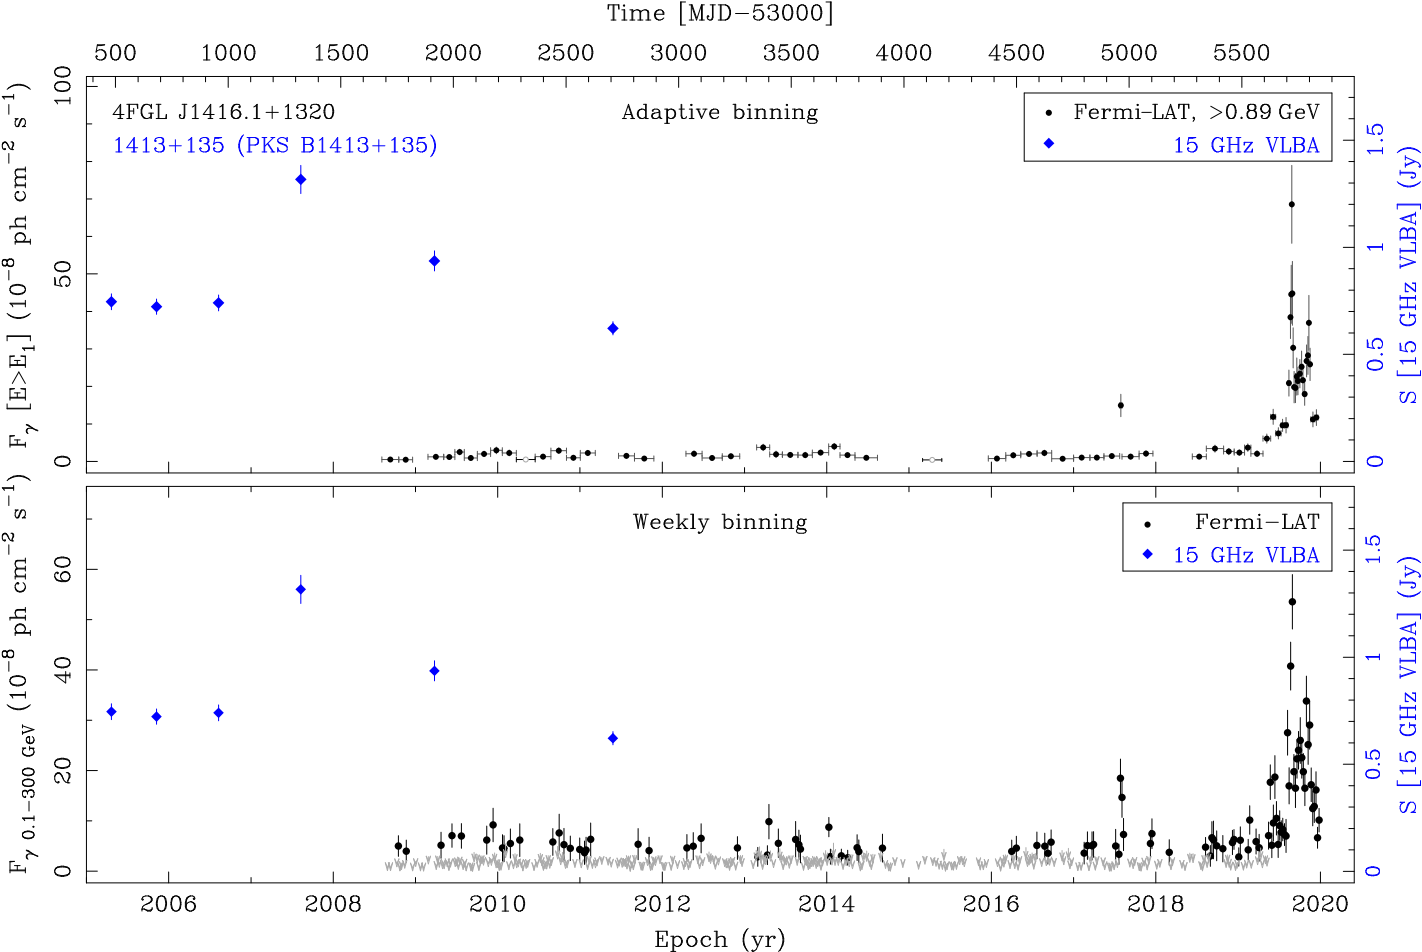 Time [MJD−53000]
500 1000 1500 2000 2500 3000 3500 4000 4500 5000 5500
4FGL J1416.1+1320
1413+135 (PKS B1413+135)
Adaptive binning
Fermi−LAT, >0.89 GeV
15 GHz VLBA
100
50
0
Fγ [E>E1] (10−8 ph cm−2 s−1)
1.5
1
0.5
0
S [15 GHz VLBA] (Jy)
Weekly binning
Fermi−LAT
15 GHz VLBA
60
40
20
0
Fγ 0.1−300 GeV (10−8 ph cm−2 s−1)
1.5
1
0.5
0
S [15 GHz VLBA] (Jy)
2006 2008 2010 2012 2014 2016 2018 2020
Epoch (yr)